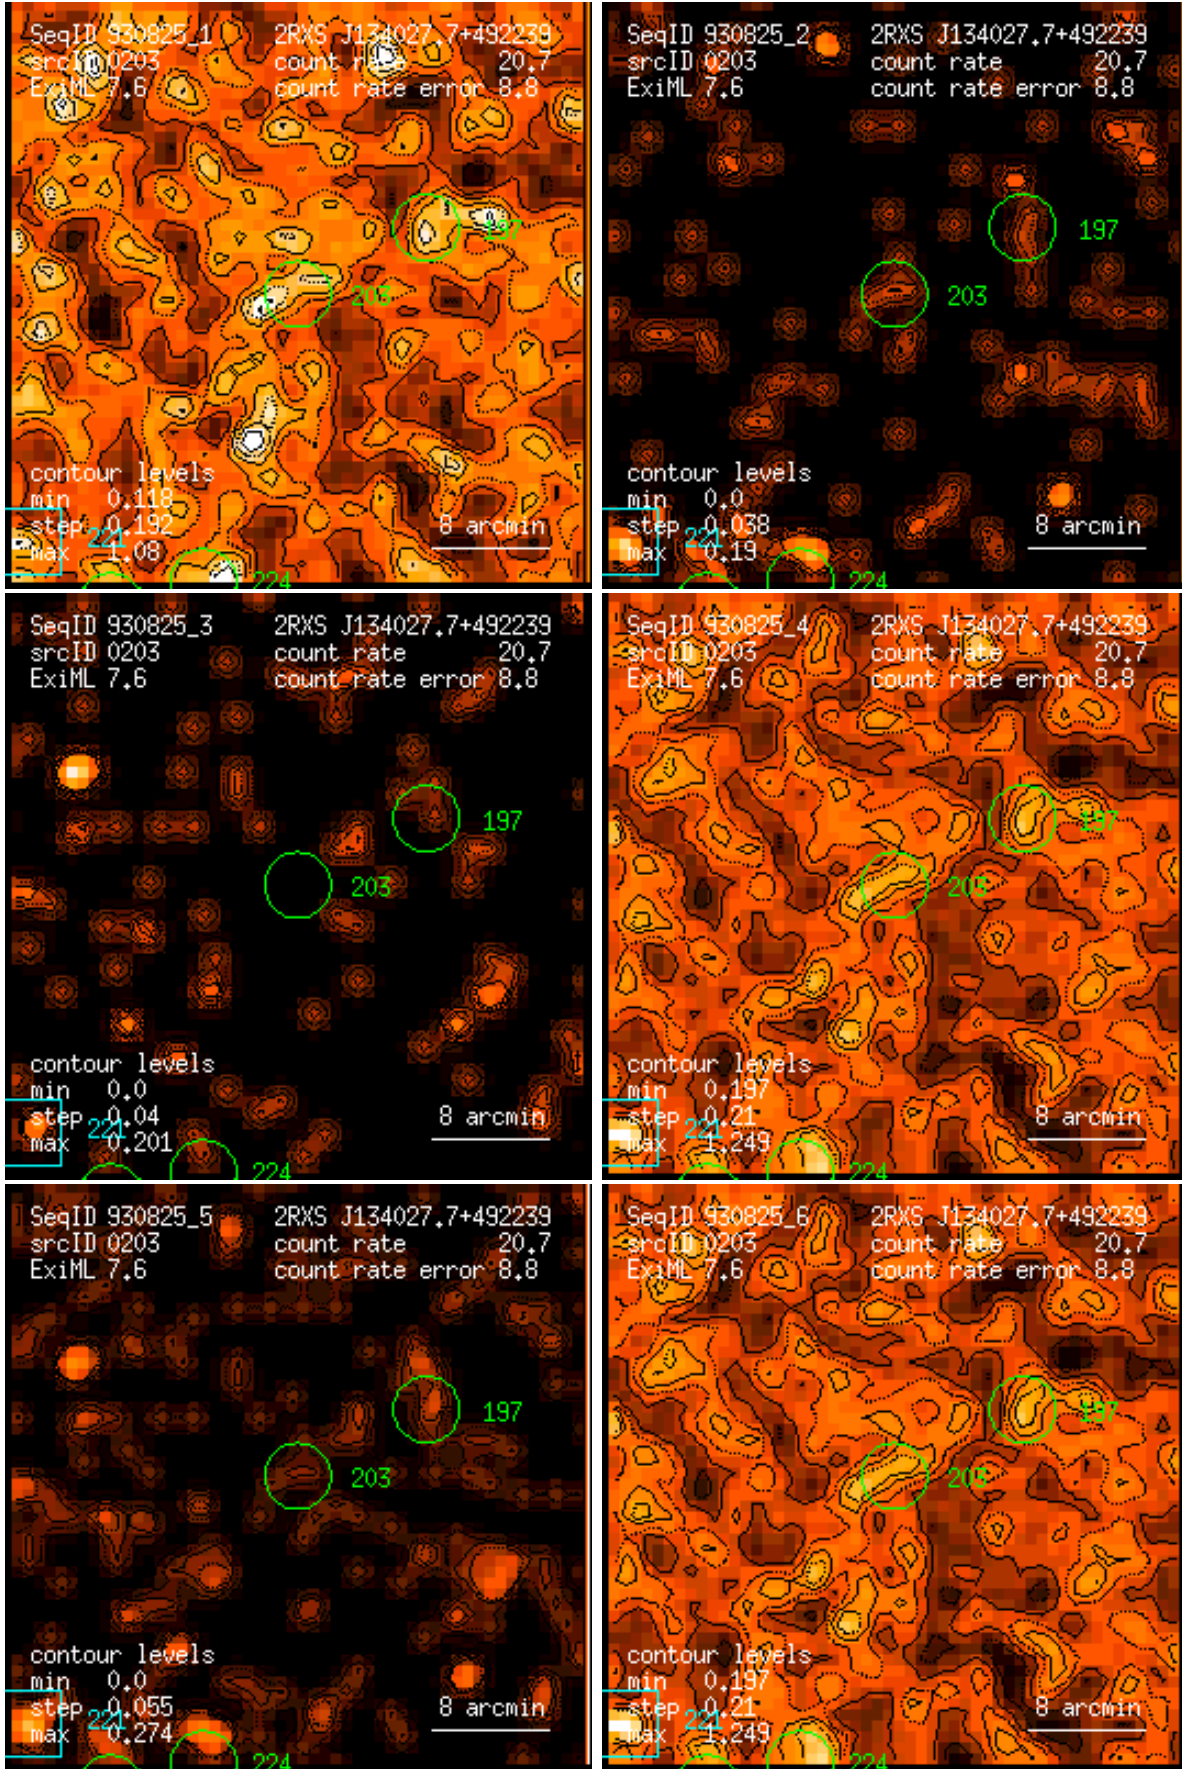 SeqID 930825_1 2RXS J134027.7+492239
srcID 0203 count rate 20.7
ExiML 7.6 count rate error 8.8
197
203
contour levels
min 0.118
step 0.192
max 1.08
221
8 arcmin
224
SeqID 930825_2 2RXS J134027.7+492239
srcID 0203 count rate 20.7
ExiML 7.6 count rate error 8.8
197
203
contour levels
min 0.0
step 0.038
max 0.19
221
8 arcmin
224
SeqID 930825_3 2RXS J134027.7+492239
srcID 0203 count rate 20.7
ExiML 7.6 count rate error 8.8
197
203
contour levels
min 0.0
step 0.04
max 0.201
221
8 arcmin
224
SeqID 930825_4 2RXS J134027.7+492239
srcID 0203 count rate 20.7
ExiML 7.6 count rate error 8.8
197
203
contour levels
min 0.197
step 0.21
max 1.249
221
8 arcmin
224
SeqID 930825_5 2RXS J134027.7+492239
srcID 0203 count rate 20.7
ExiML 7.6 count rate error 8.8
197
203
contour levels
min 0.0
step 0.055
max 0.274
221
8 arcmin
224
SeqID 930825_6 2RXS J134027.7+492239
srcID 0203 count rate 20.7
ExiML 7.6 count rate error 8.8
197
203
contour levels
min 0.197
step 0.21
max 1.249
221
8 arcmin
224